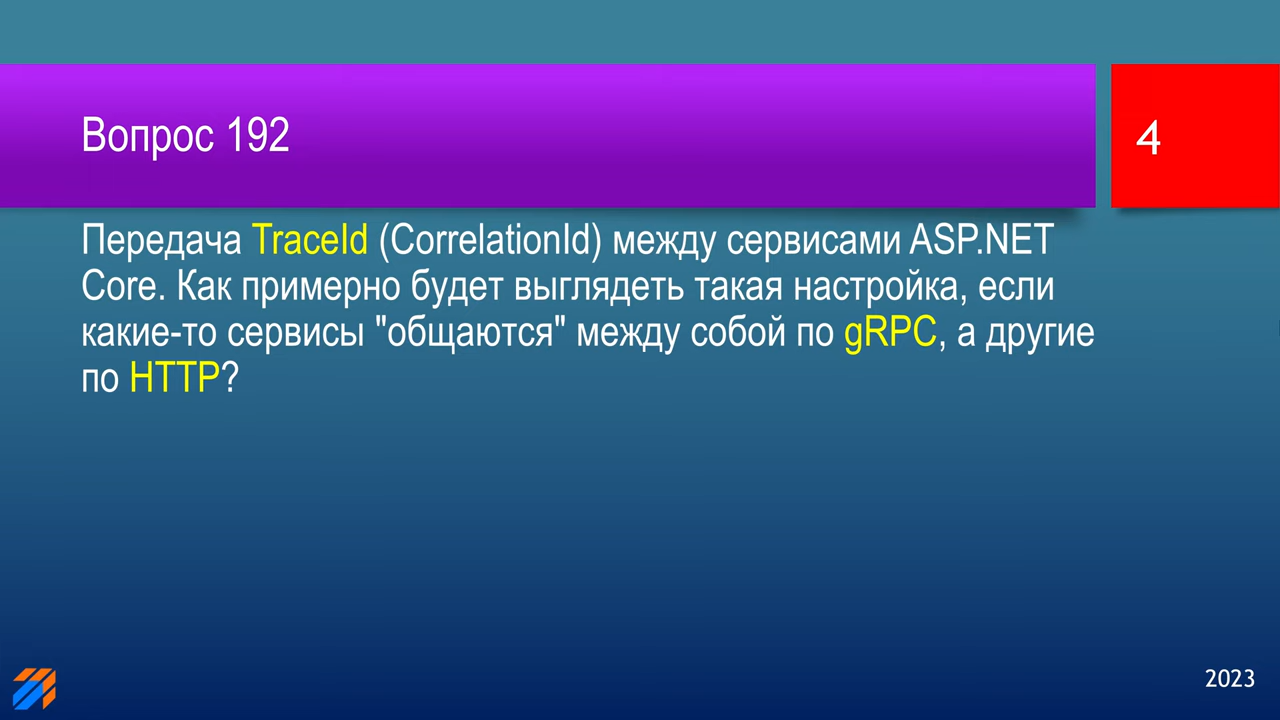 Вопрос 192
4
Передача TraceId (CorrelationId) между сервисами ASP.NET
Core. Как примерно будет выглядеть такая настройка, если
какие-то сервисы "общаются" между собой по gRPC, а другие
по HTTP?
2023